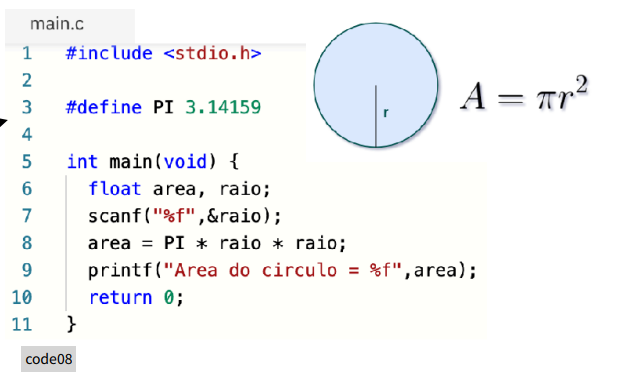 main.c
1 #include <stdio.h>
2
3 #define PI 3.14159
4
5 int main(void) {
6 float area, raio;
7 scanf("%f",&raio);
8 area = PI * raio * raio;
9 printf("Area do circulo = %f",area);
10 return 0;
11 }
r
A = πr²
code08